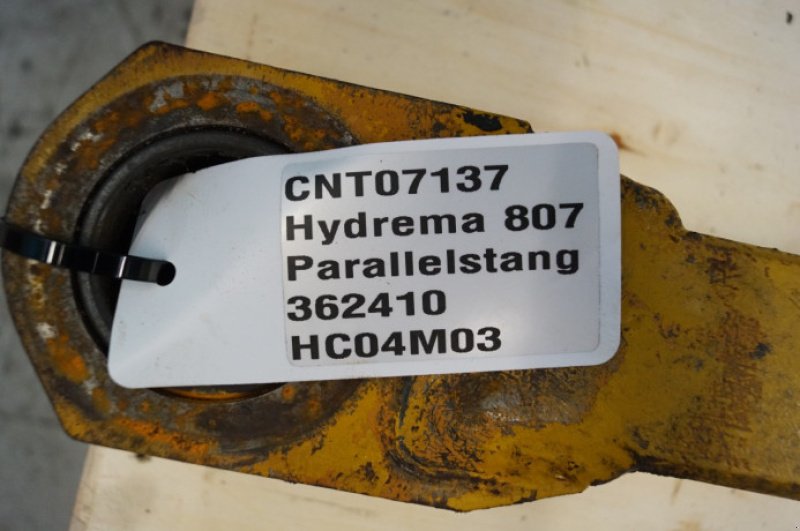 CNT07137
Hydrema 807
Parallelstang
362410
HC04M03